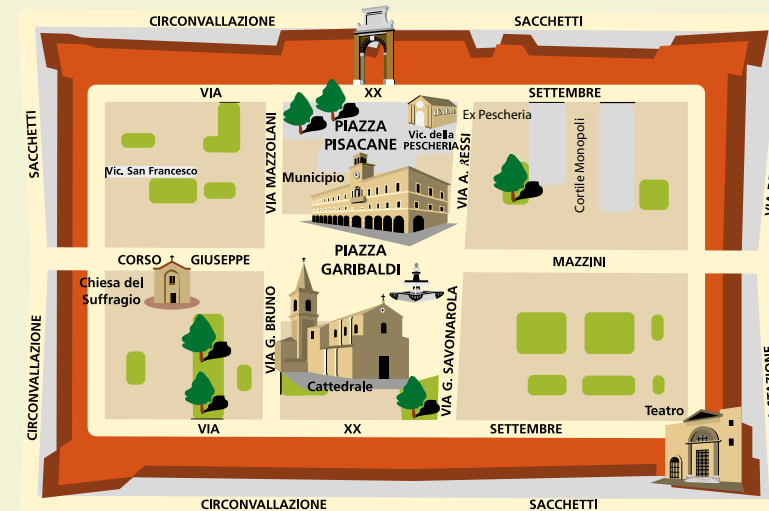 CIRCONVALLAZIONE SACCHETTI
VIA XX SETTEMBRE
SACCHETTI
VIA MAZZOLANI
PIAZZA
PISACANE
Ex Pescheria
Vic. della
PESCHERIA
VIA A. RESSI
Cortile Monopoli
Vic. San Francesco
Municipio
PIAZZA
GARIBALDI
CORSO GIUSEPPE MAZZINI
Chiesa del
Suffragio
VIA G. BRUNO
VIA G. SAVONAROLA
Cattedrale
CIRCONVALLAZIONE
STAZIONE
Teatro
VIA XX SETTEMBRE
CIRCONVALLAZIONE SACCHETTI